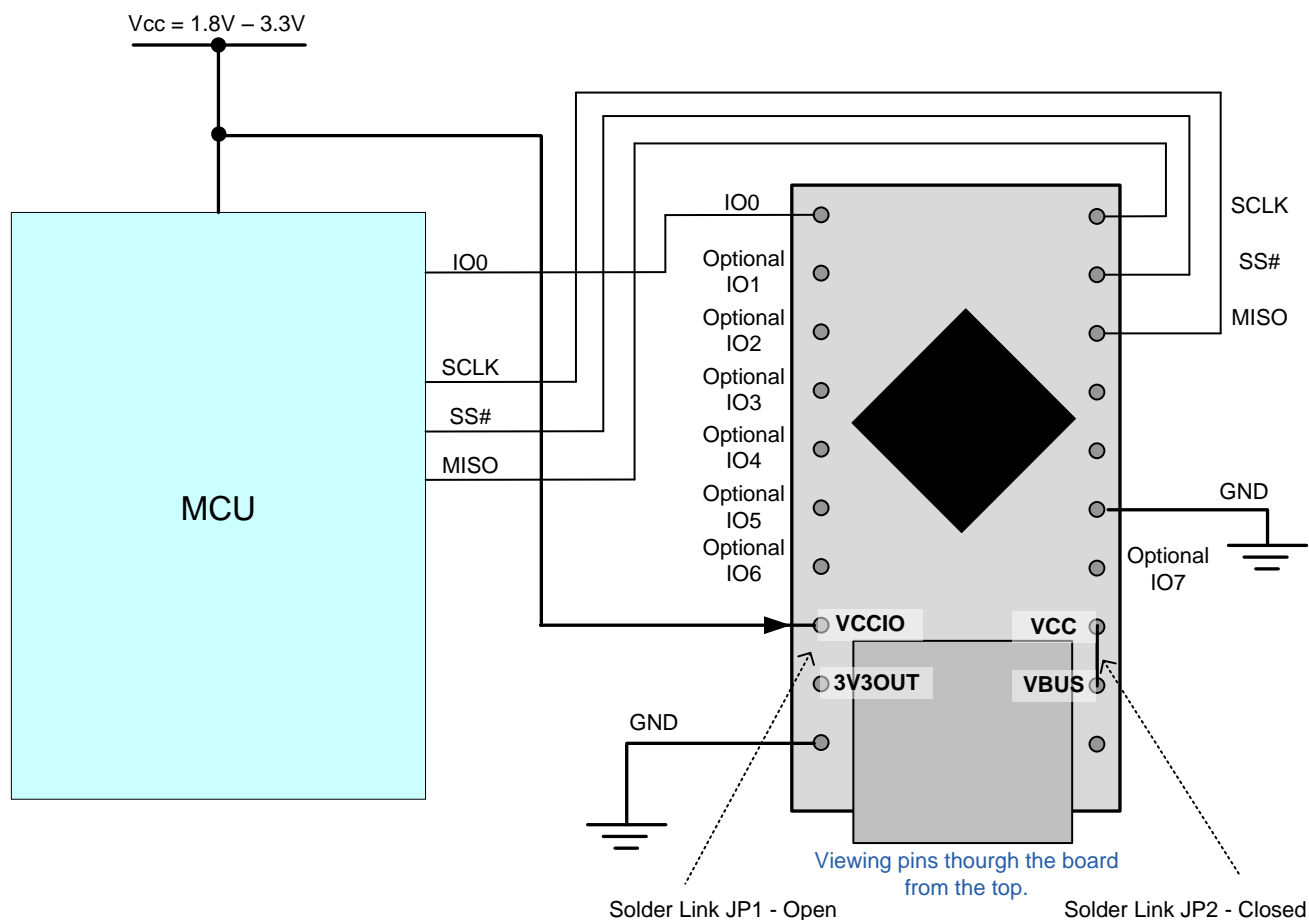 Vcc = 1.8V – 3.3V
IO0
SCLK
IO0
Optional
IO1
SS#
Optional
IO2
MISO
SCLK
Optional
IO3
SS#
Optional
IO4
MISO
MCU
Optional
IO5
GND
Optional
IO6
Optional
IO7
VCCIO
VCC
3V3OUT
VBUS
GND
Viewing pins thourgh the board
from the top.
Solder Link JP1 - Open
Solder Link JP2 - Closed